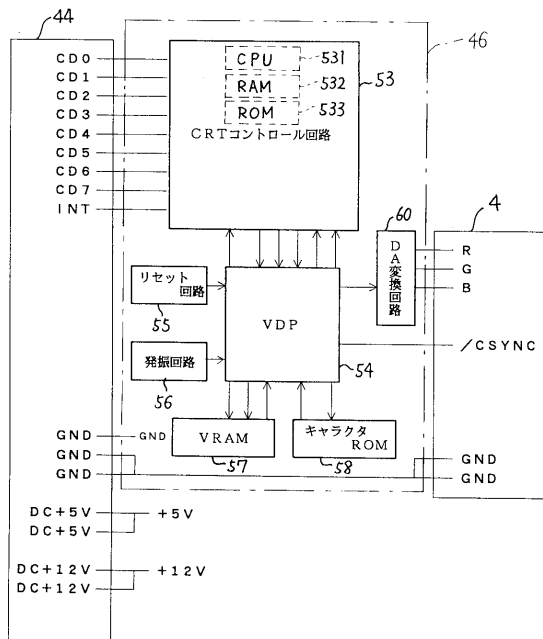 44
46
CD0
CD1
CD2
CD3
CD4
CD5
CD6
CD7
INT
CPU
531
RAM
532
ROM
533
53
CRTコントロール回路
60
DA変換回路
4
R
G
B
/CSYNC
リセット回路
55
VDP
54
発振回路
56
VRAM
57
キャラクタROM
58
GND
GND
GND
GND
GND
GND
DC+5V
DC+5V
+5V
DC+12V
DC+12V
+12V